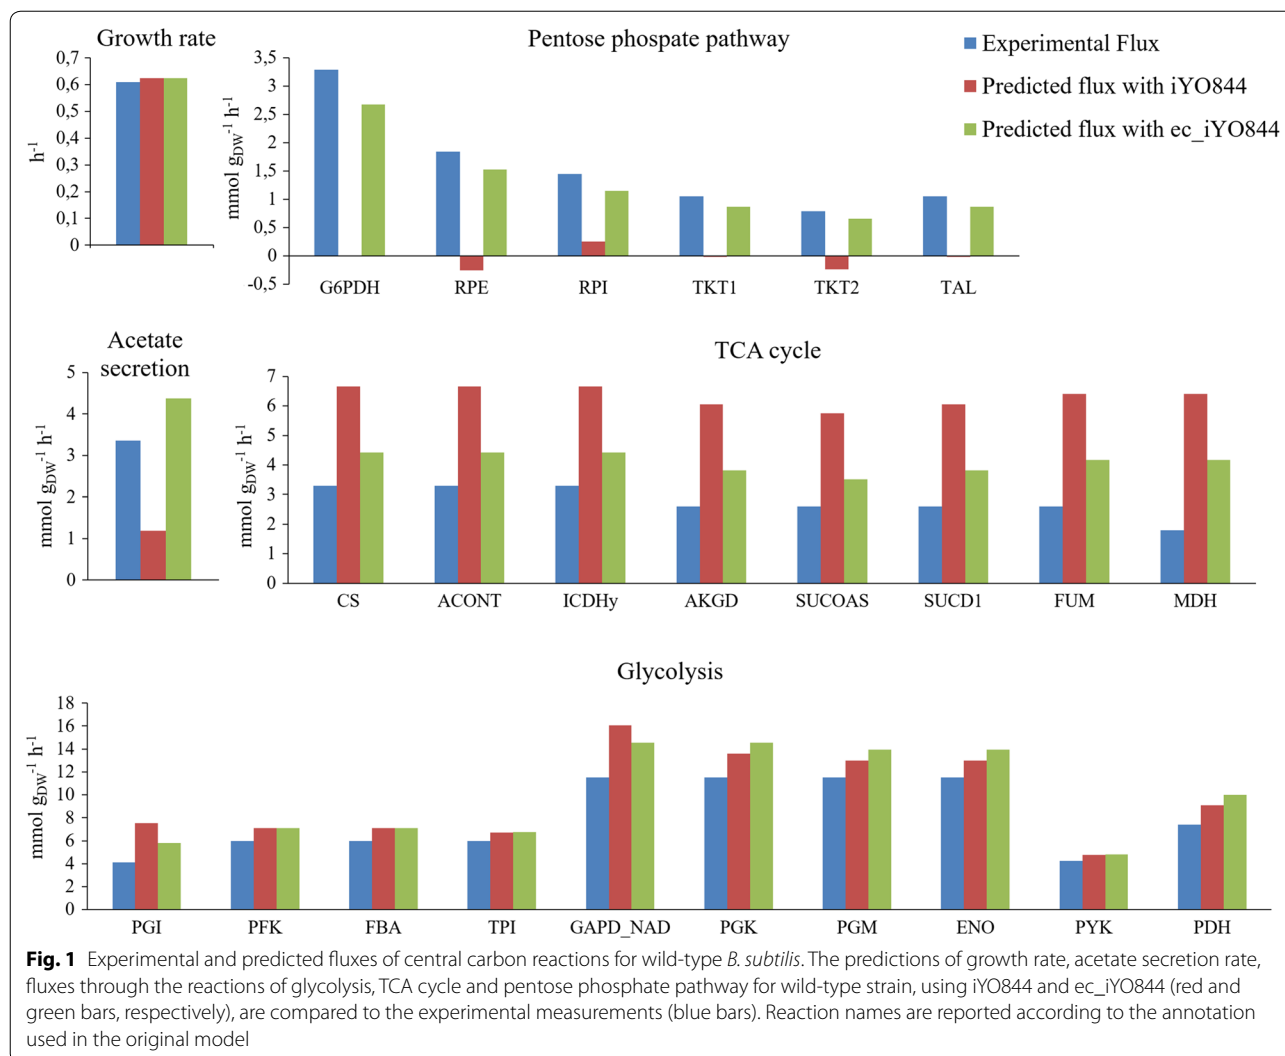 Growth rate
0,7
0,6
0,5
0,4
0,3
0,2
0,1
0
h-1
Pentose phospate pathway
3,5
3
2,5
2
1,5
1
0,5
0
-0,5
mmol gDW-1 h-1
G6PDH RPE RPI TKT1 TKT2 TAL
Experimental Flux
Predicted flux with iYO844
Predicted flux with ec_iYO844
Acetate
secretion
5
4
3
2
1
0
mmol gDW-1 h-1
TCA cycle
7
6
5
4
3
2
1
0
mmol gDW-1 h-1
CS ACONT ICDHy AKGD SUCOAS SUCD1 FUM MDH
Glycolysis
18
16
14
12
10
8
6
4
2
0
mmol gDW-1 h-1
PGI PFK FBA TPI GAPD_NAD PGK PGM ENO PYK PDH
Fig. 1 Experimental and predicted fluxes of central carbon reactions for wild-type B. subtilis. The predictions of growth rate, acetate secretion rate,
fluxes through the reactions of glycolysis, TCA cycle and pentose phosphate pathway for wild-type strain, using iYO844 and ec_iYO844 (red and
green bars, respectively), are compared to the experimental measurements (blue bars). Reaction names are reported according to the annotation
used in the original model